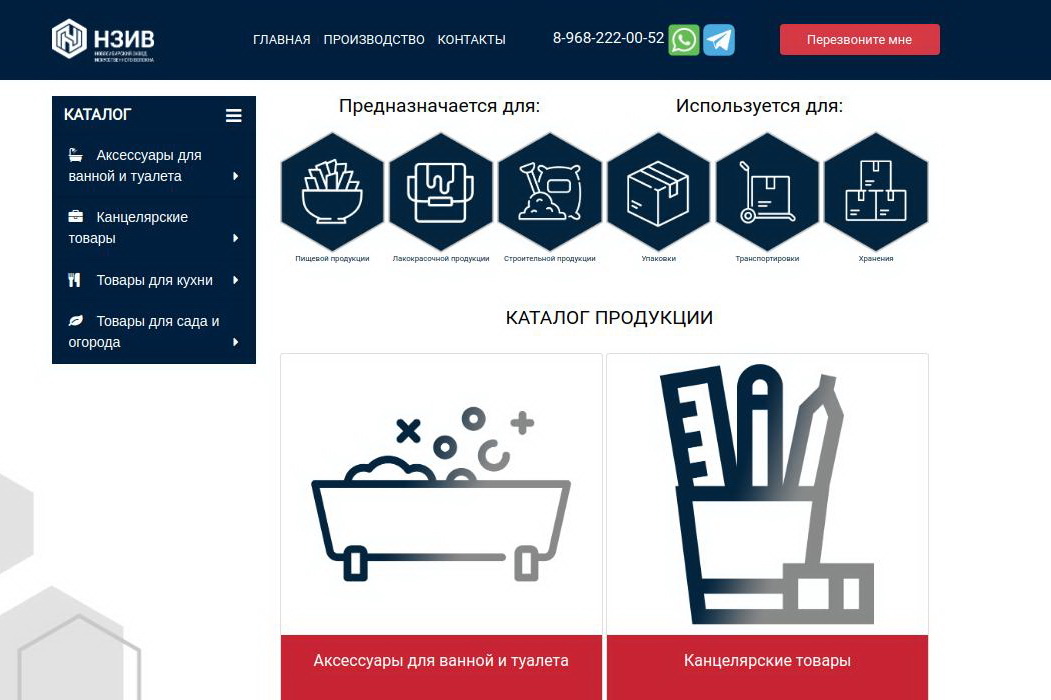 НЗИВ
НОВОСИБИРСКИЙ ЗАВОД
ИСКУССТВЕННОГО ВОЛОКНА
ГЛАВНАЯ ПРОИЗВОДСТВО КОНТАКТЫ
8-968-222-00-52
Перезвоните мне
КАТАЛОГ
Аксессуары для
ванной и туалета
Канцелярские
товары
Товары для кухни
Товары для сада и
огорода
Предназначается для:
Используется для:
Пищевой продукции
Лакокрасочной продукции
Строительной продукции
Упаковки
Транспортировки
Хранения
КАТАЛОГ ПРОДУКЦИИ
Аксессуары для ванной и туалета
Канцелярские товары